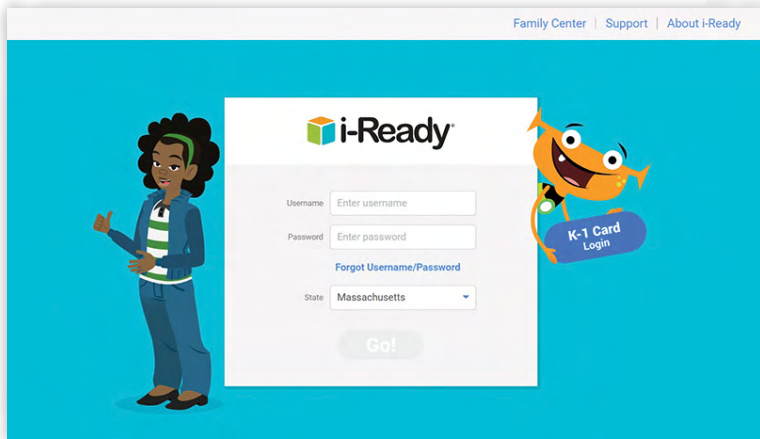 Family Center | Support | About i-Ready
i-Ready®
Username Enter username
Password Enter password
Forgot Username/Password
State Massachusetts
Go!
K-1 Card
Login